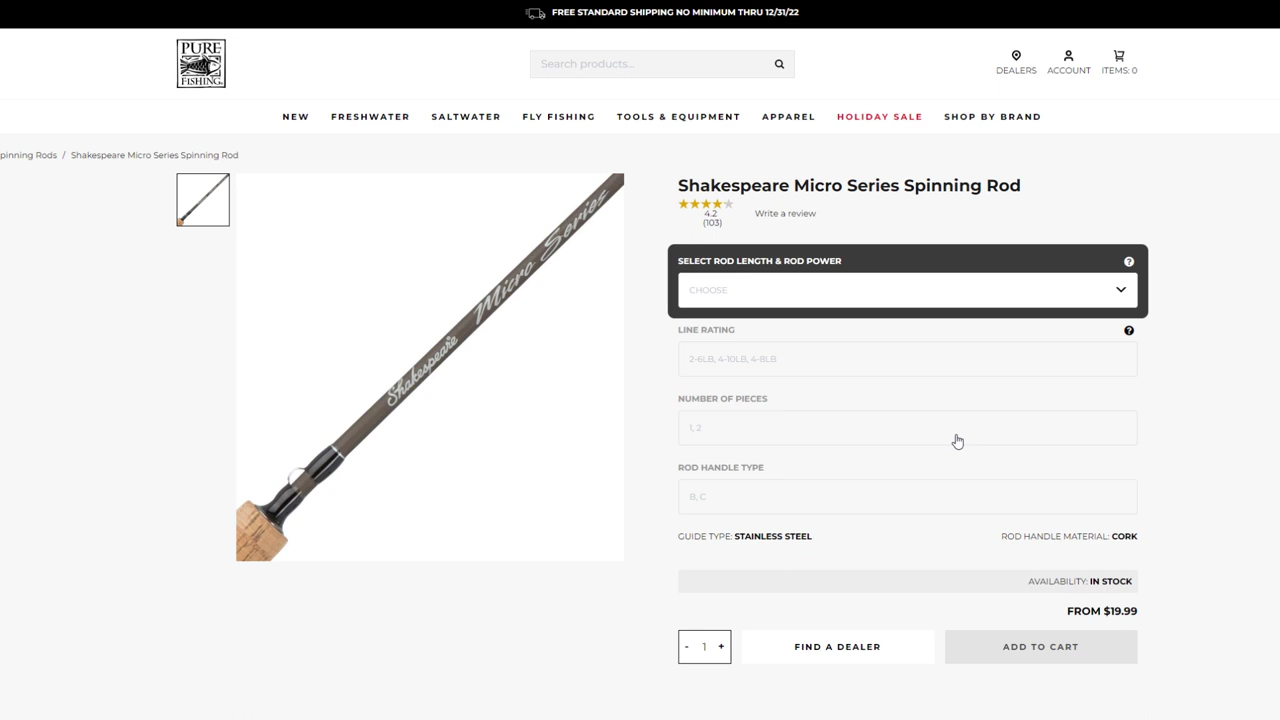 FREE STANDARD SHIPPING NO MINIMUM THRU 12/31/22
PURE
FISHING
Search products...
DEALERS
ACCOUNT
ITEMS: 0
NEW
FRESHWATER
SALTWATER
FLY FISHING
TOOLS & EQUIPMENT
APPAREL
HOLIDAY SALE
SHOP BY BRAND
pinning Rods / Shakespeare Micro Series Spinning Rod
Shakespeare Micro Series
Shakespeare Micro Series Spinning Rod
4.2
(103)
Write a review
SELECT ROD LENGTH & ROD POWER ?
CHOOSE
LINE RATING ?
2-6LB, 4-10LB, 4-8LB
NUMBER OF PIECES
1, 2
ROD HANDLE TYPE
B, C
GUIDE TYPE: STAINLESS STEEL
ROD HANDLE MATERIAL: CORK
AVAILABILITY: IN STOCK
FROM $19.99
- 1 +
FIND A DEALER
ADD TO CART